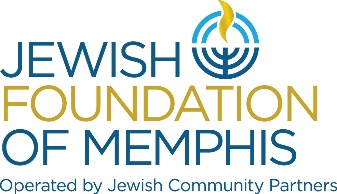 JEWISH
FOUNDATION
OF MEMPHIS
Operated by Jewish Community Partners